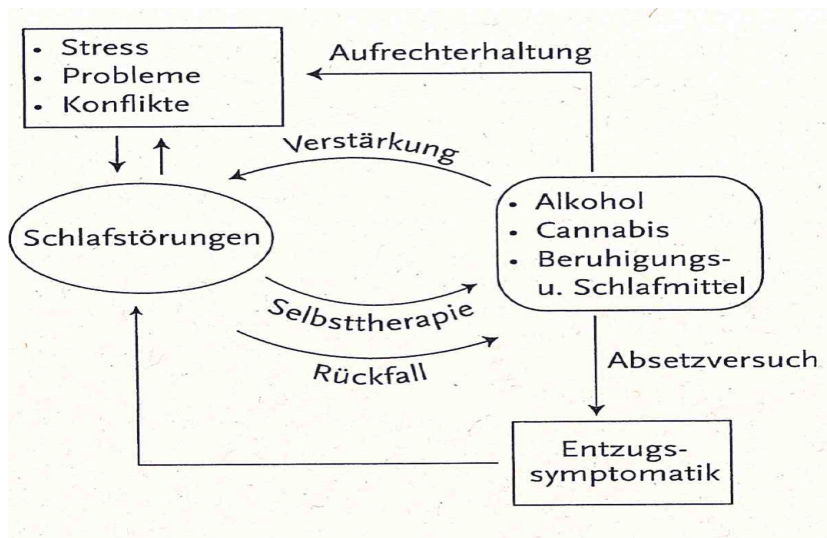 • Stress
• Probleme
• Konflikte
Aufrechterhaltung
Verstärkung
Schlafstörungen
• Alkohol
• Cannabis
• Beruhigungs-
u. Schlafmittel
Selbsttherapie
Rückfall
Absetzversuch
Entzugs-
symptomatik